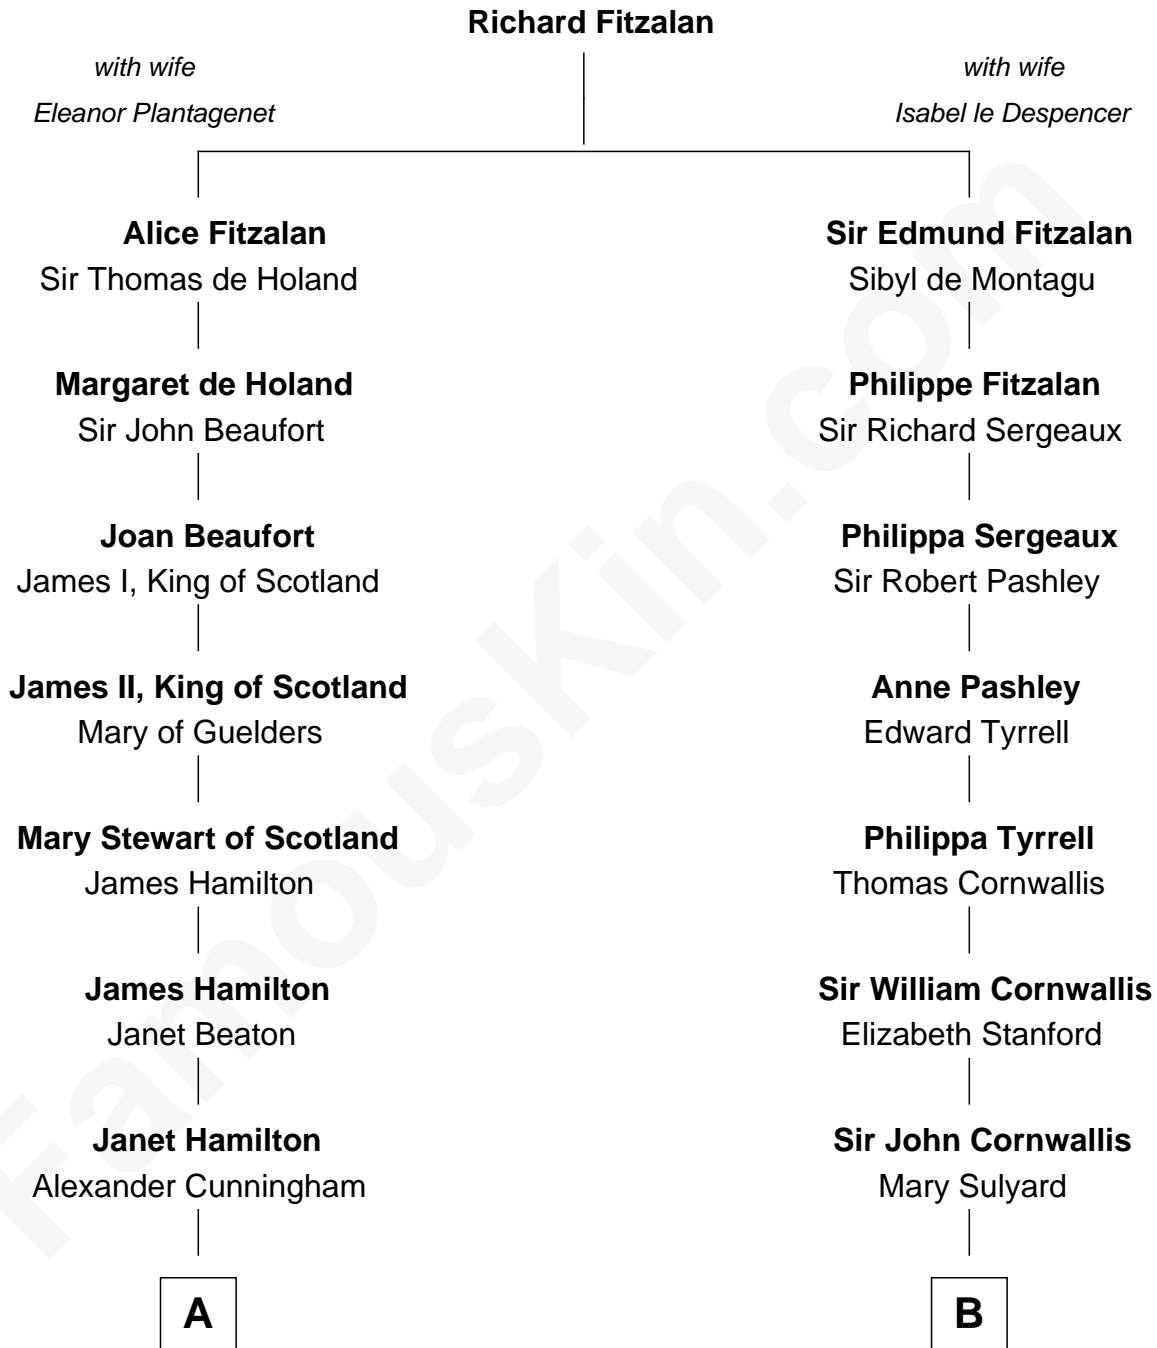 Richard Fitzalan
with wife
Eleanor Plantagenet
with wife
Isabel le Despencer
Alice Fitzalan
Sir Thomas de Holand
Sir Edmund Fitzalan
Sibyl de Montagu
Margaret de Holand
Sir John Beaufort
Philippe Fitzalan
Sir Richard Sergeaux
Joan Beaufort
James I, King of Scotland
Philippa Sergeaux
Sir Robert Pashley
James II, King of Scotland
Mary of Guelders
Anne Pashley
Edward Tyrrell
Mary Stewart of Scotland
James Hamilton
Philippa Tyrrell
Thomas Cornwallis
James Hamilton
Janet Beaton
Sir William Cornwallis
Elizabeth Stanford
Janet Hamilton
Alexander Cunningham
Sir John Cornwallis
Mary Sulyard
A
B
FamousKin.com